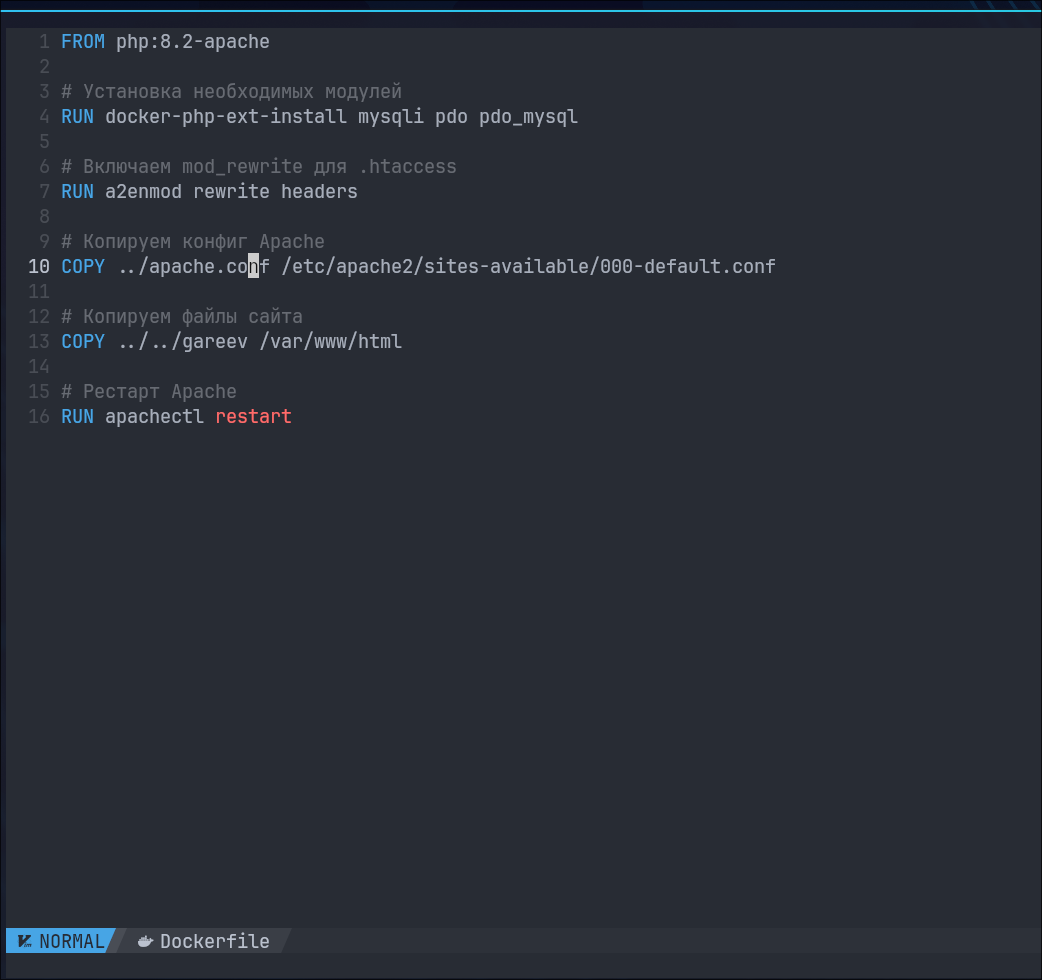 1 FROM php:8.2-apache
2
3 # Установка необходимых модулей
4 RUN docker-php-ext-install mysqli pdo pdo_mysql
5
6 # Включаем mod_rewrite для .htaccess
7 RUN a2enmod rewrite headers
8
9 # Копируем конфиг Apache
10 COPY ../apache.conf /etc/apache2/sites-available/000-default.conf
11
12 # Копируем файлы сайта
13 COPY ../../gareev /var/www/html
14
15 # Рестарт Apache
16 RUN apachectl restart
NORMAL Dockerfile